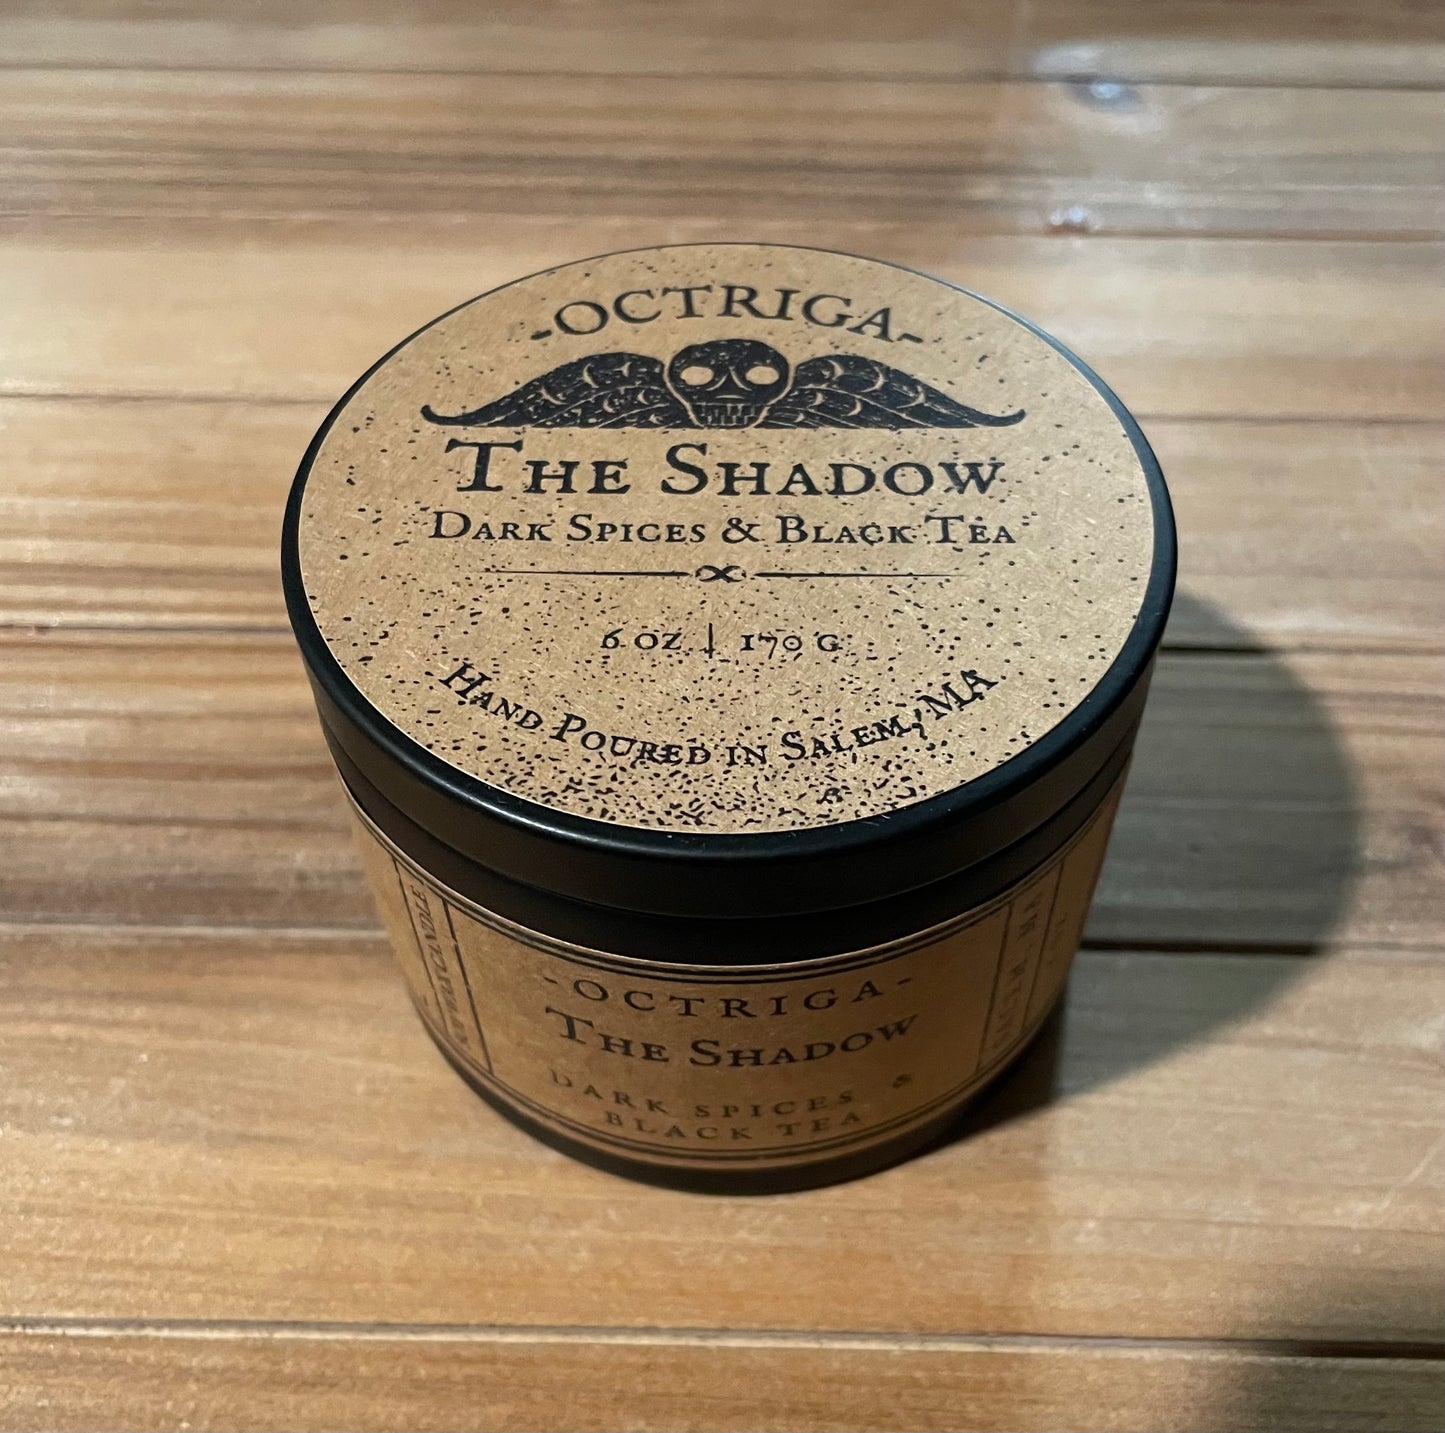 -OCTRIGA-
THE SHADOW
DARK SPICES & BLACK TEA
6 OZ | 170 G
HAND POURED IN SALEM, MA
-OCTRIGA-
THE SHADOW
DARK SPICES &
BLACK TEA